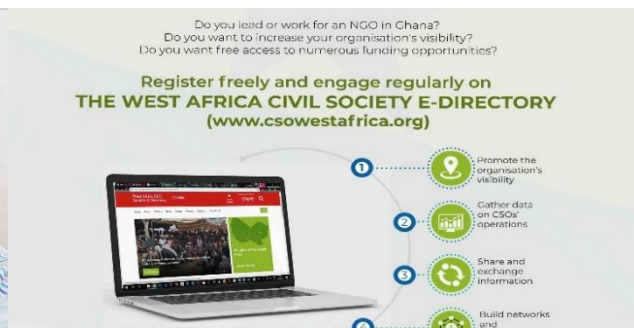 Do you lead or work for an NGO in Ghana?
Do you want to increase your organisation's visibility?
Do you want free access to numerous funding opportunities?
Register freely and engage regularly on
THE WEST AFRICA CIVIL SOCIETY E-DIRECTORY
(www.csowestafrica.org)
1
Promote the
organisation's
visibility
2
Gather data
on CSOs'
operations
3
Share and
exchange
information
4
Build networks
and